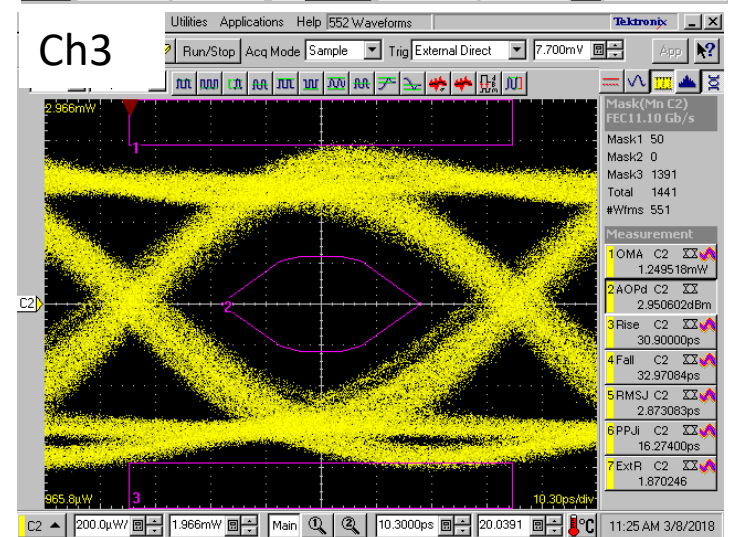 Ch3
Utilities Applications Help 552 Waveforms Tektronix
Run/Stop Acq Mode Sample Trig External Direct 7.700mV App
2.966mW
1
2
3
C2
965.8µW
10.30ps/div
Mask(Mn C2)
FEC11.10 Gb/s
Mask1 50
Mask2 0
Mask3 1391
Total 1441
#Wfms 551
Measurement
1 OMA C2
1.249518mW
2 AOPd C2
2.950602dBm
3 Rise C2
30.90000ps
4 Fall C2
32.97084ps
5 RMSJ C2
2.873083ps
6 PPJi C2
16.27400ps
7 ExtR C2
1.870246
C2 200.0µW/ 1.966mW Main 1 2 10.3000ps 20.0391 °C 11:25 AM 3/8/2018